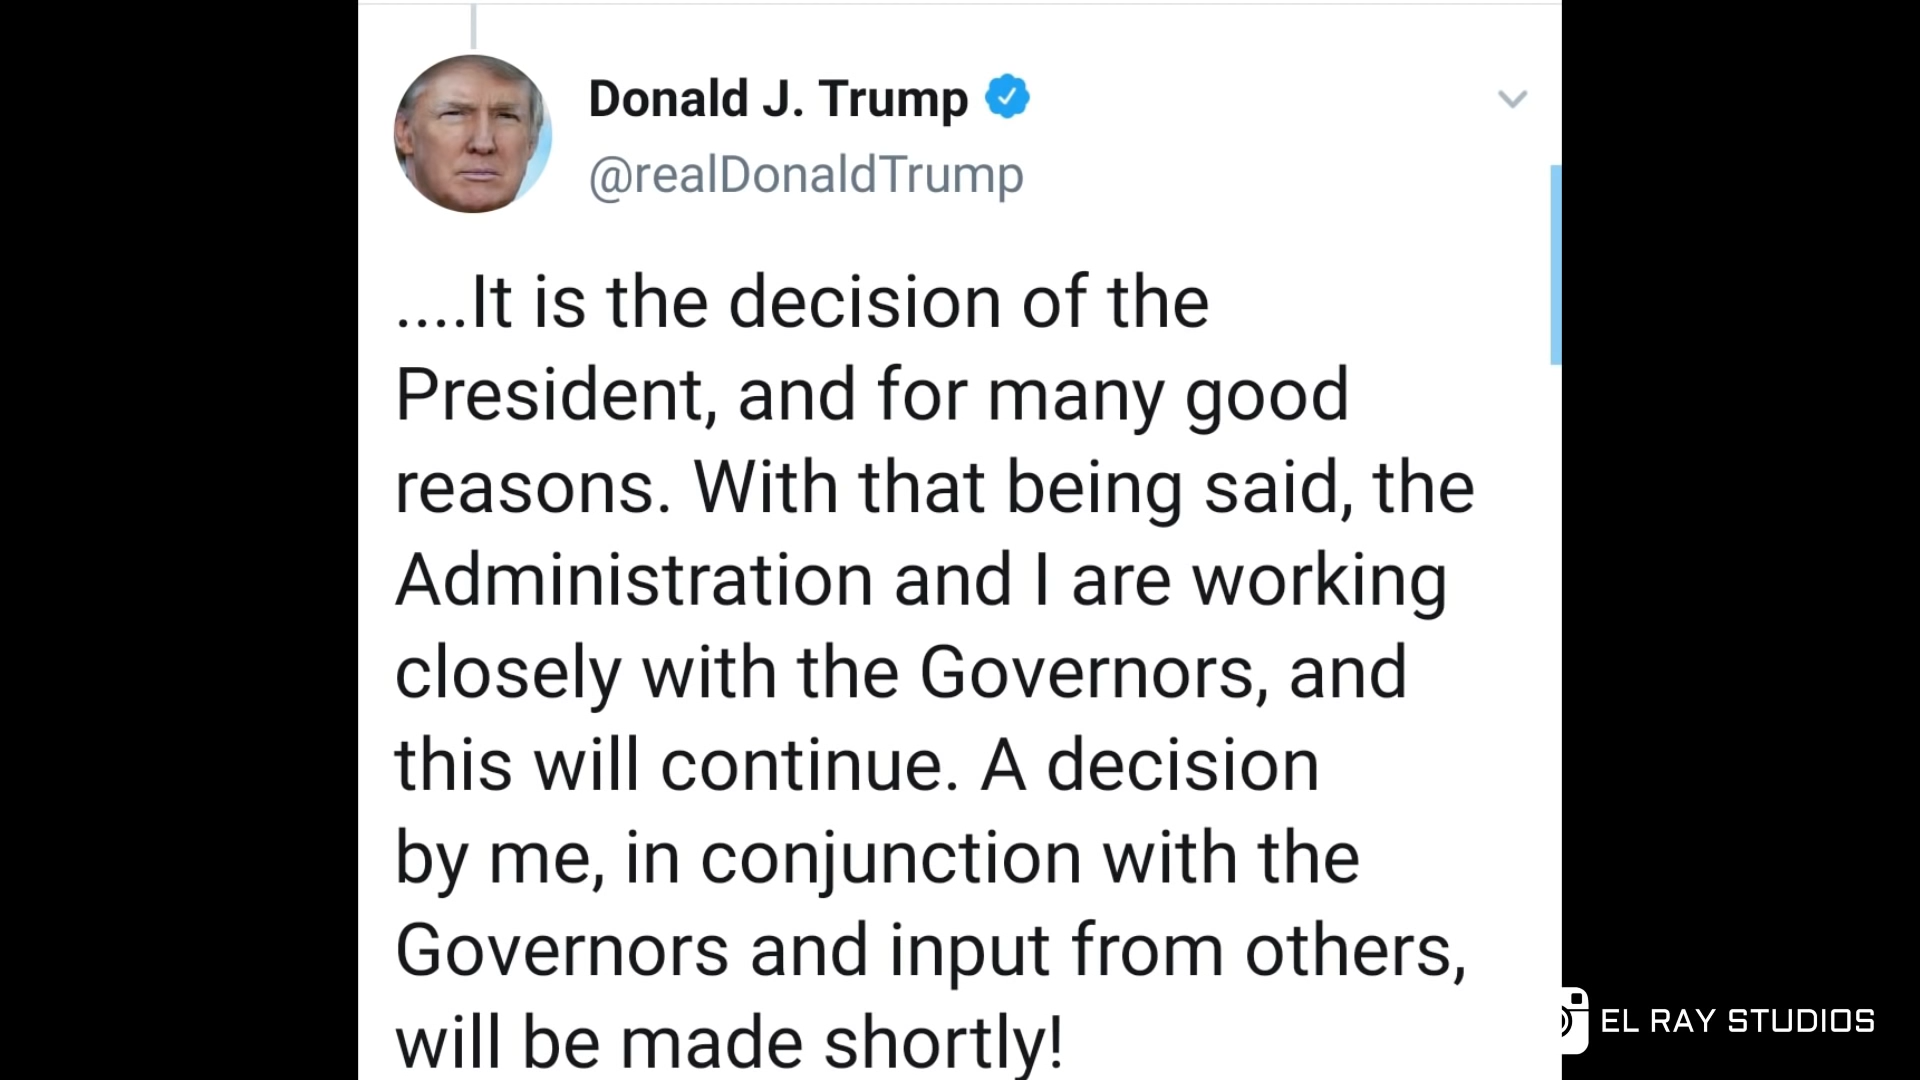 Donald J. Trump
@realDonaldTrump
....It is the decision of the
President, and for many good
reasons. With that being said, the
Administration and I are working
closely with the Governors, and
this will continue. A decision
by me, in conjunction with the
Governors and input from others,
will be made shortly!
EL RAY STUDIOS